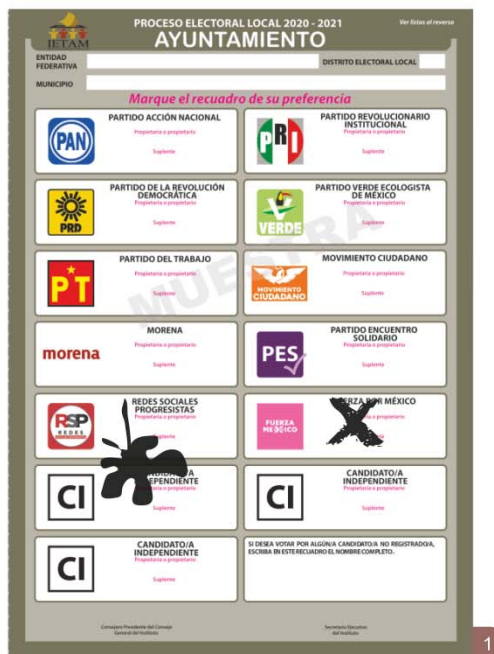 PROCESO ELECTORAL LOCAL 2020 - 2021
Ver listas al reverso
IETAM
AYUNTAMIENTO
ENTIDAD
FEDERATIVA
DISTRITO ELECTORAL LOCAL
MUNICIPIO
Marque el recuadro de su preferencia
PAN
PARTIDO ACCIÓN NACIONAL
Propietaria o propietario
Suplente
PRI
PARTIDO REVOLUCIONARIO
INSTITUCIONAL
Propietaria o propietario
Suplente
PRD
PARTIDO DE LA REVOLUCIÓN
DEMOCRÁTICA
Propietaria o propietario
Suplente
VERDE
PARTIDO VERDE ECOLOGISTA
DE MÉXICO
Propietaria o propietario
Suplente
MUESTRA
PT
PARTIDO DEL TRABAJO
Propietaria o propietario
Suplente
MOVIMIENTO
CIUDADANO
MOVIMIENTO CIUDADANO
Propietaria o propietario
Suplente
morena
MORENA
Propietaria o propietario
Suplente
PES
PARTIDO ENCUENTRO
SOLIDARIO
Propietaria o propietario
Suplente
RSP
REDES
REDES SOCIALES
PROGRESISTAS
Propietaria o propietario
Suplente
FUERZA
MEXICO
FUERZA POR MÉXICO
propietario
CI
CANDIDATO/A
INDEPENDIENTE
propietario
Suplente
CI
CANDIDATO/A
INDEPENDIENTE
Propietaria o propietario
Suplente
CI
CANDIDATO/A
INDEPENDIENTE
Propietaria o propietario
Suplente
SI DESEA VOTAR POR ALGÚN/A CANDIDATO/A NO REGISTRADO/A,
ESCRIBA EN ESTE RECUADRO EL NOMBRE COMPLETO.
Consejero Presidente del Consejo
General del Instituto
Secretario Ejecutivo
del Instituto
1